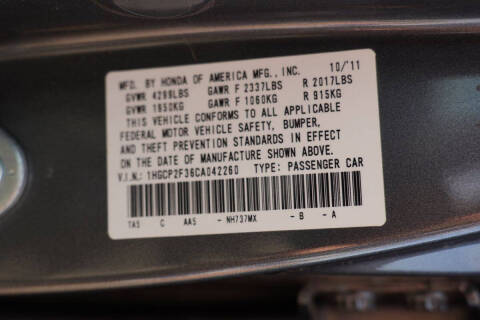 MFD. BY HONDA OF AMERICA MFG., INC. 10/11
GVWR 4299LBS GAWR F 2337LBS R 2017LBS
GVWR 1950KG GAWR F 1060KG R 915KG
THIS VEHICLE CONFORMS TO ALL APPLICABLE
FEDERAL MOTOR VEHICLE SAFETY, BUMPER,
AND THEFT PREVENTION STANDARDS IN EFFECT
ON THE DATE OF MANUFACTURE SHOWN ABOVE.
V.I.N.: 1HGCP2F36CA042260 TYPE: PASSENGER CAR
TA5 C AA5 - NH737MX - B - A